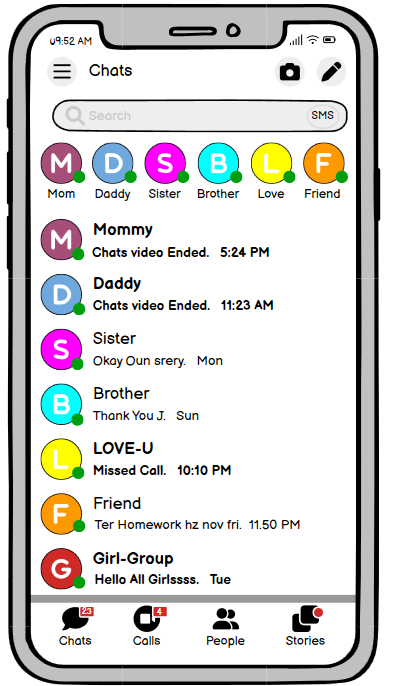 09:52 AM
Chats
Search SMS
M D S B L F
Mom Daddy Sister Brother Love Friend
M Mommy
Chats video Ended. 5:24 PM
D Daddy
Chats video Ended. 11:23 AM
S Sister
Okay Oun srery. Mon
B Brother
Thank You J. Sun
L LOVE-U
Missed Call. 10:10 PM
F Friend
Ter Homework hz nov fri. 11.50 PM
G Girl-Group
Hello All Girlssss. Tue
23 4
Chats Calls People Stories